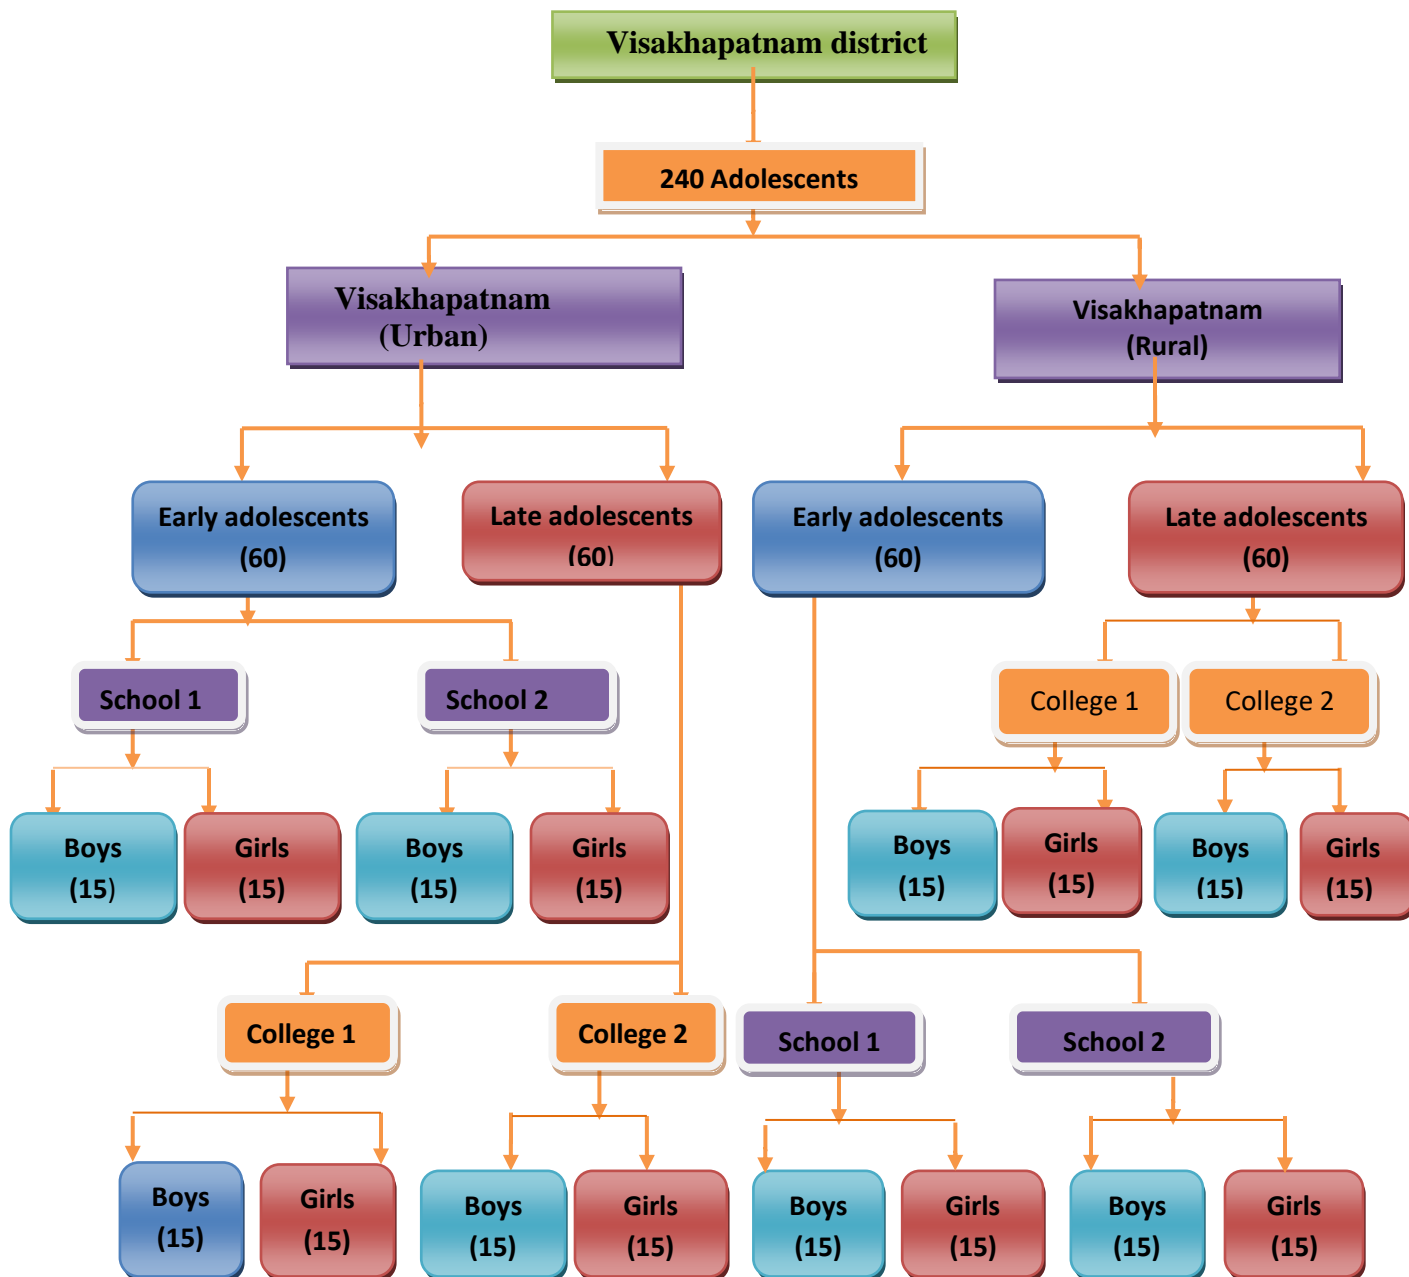 Visakhapatnam district
240 Adolescents
Visakhapatnam
(Urban)
Visakhapatnam
(Rural)
Early adolescents
(60)
Late adolescents
(60)
Early adolescents
(60)
Late adolescents
(60)
School 1
School 2
College 1
College 2
Boys
(15)
Girls
(15)
Boys
(15)
Girls
(15)
Boys
(15)
Girls
(15)
Boys
(15)
Girls
(15)
College 1
College 2
School 1
School 2
Boys
(15)
Girls
(15)
Boys
(15)
Girls
(15)
Boys
(15)
Girls
(15)
Boys
(15)
Girls
(15)